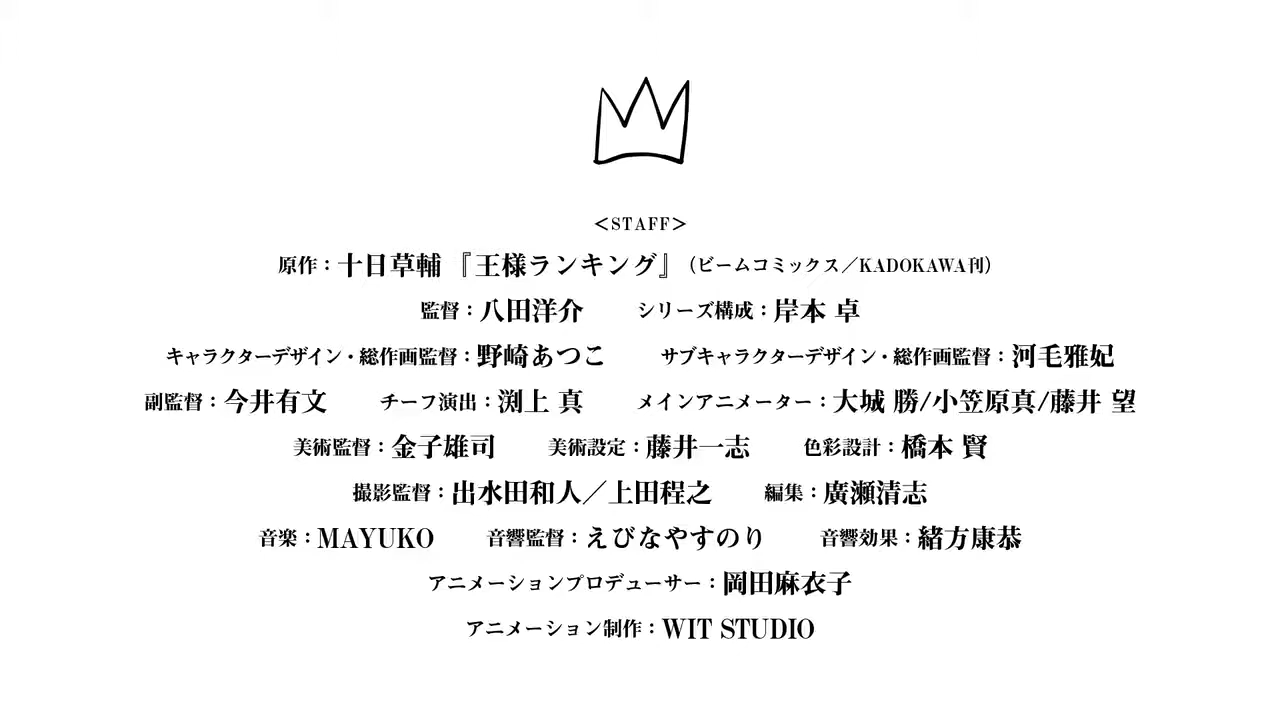 ＜STAFF＞
原作：十日草輔『王様ランキング』（ビームコミックス／KADOKAWA刊）
監督：八田洋介　シリーズ構成：岸本 卓
キャラクターデザイン・総作画監督：野崎あつこ　サブキャラクターデザイン・総作画監督：河毛雅妃
副監督：今井有文　チーフ演出：渕上 真　メインアニメーター：大城 勝/小笠原真/藤井 望
美術監督：金子雄司　美術設定：藤井一志　色彩設計：橋本 賢
撮影監督：出水田和人／上田程之　編集：廣瀬清志
音楽：MAYUKO　音響監督：えびなやすのり　音響効果：緒方康恭
アニメーションプロデューサー：岡田麻衣子
アニメーション制作：WIT STUDIO